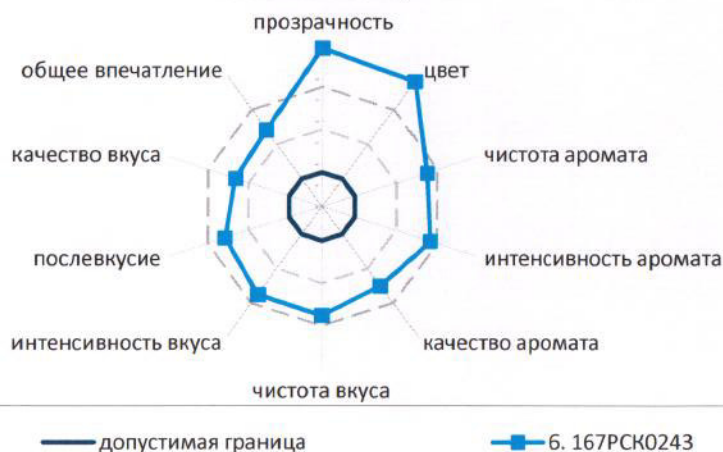 прозрачность
общее впечатление
цвет
качество вкуса
чистота аромата
послевкусие
интенсивность аромата
интенсивность вкуса
качество аромата
чистота вкуса
допустимая граница
6. 167РСК0243